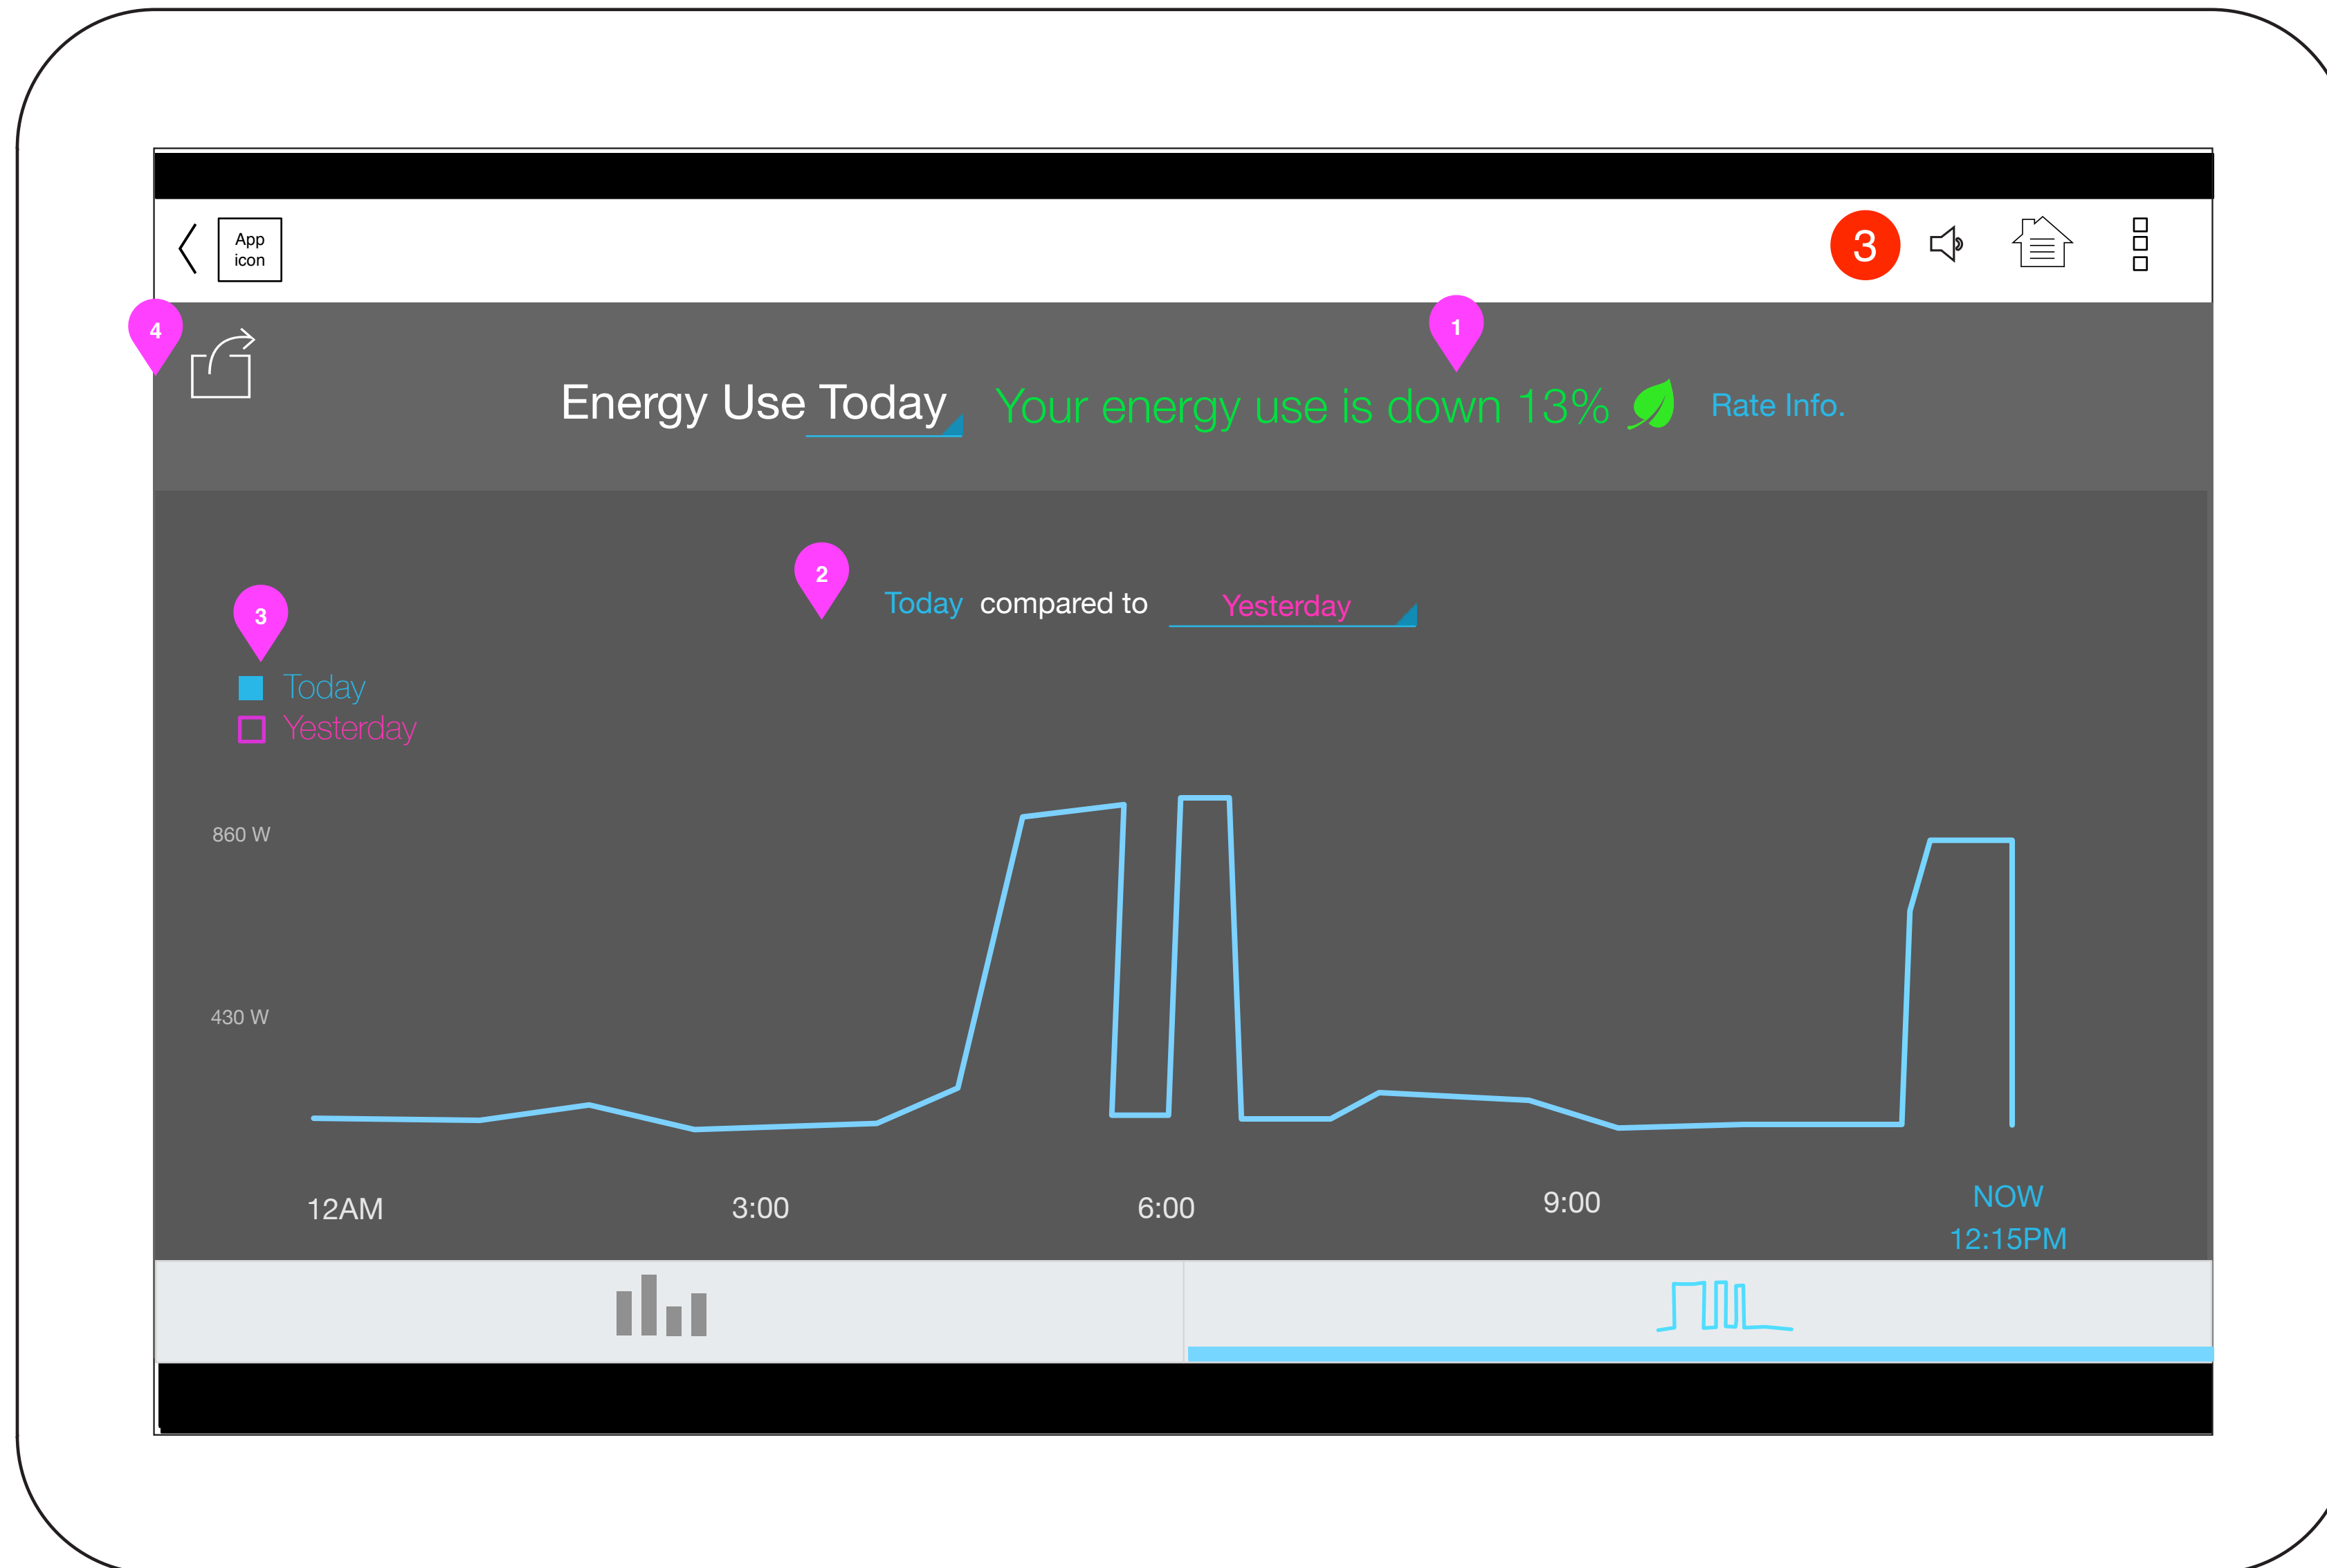 App
icon
3
4
1
Energy Use Today Your energy use is down 13% Rate Info.
2
Today compared to Yesterday
3
Today
Yesterday
860 W
430 W
12AM 3:00 6:00 9:00 NOW
12:15PM